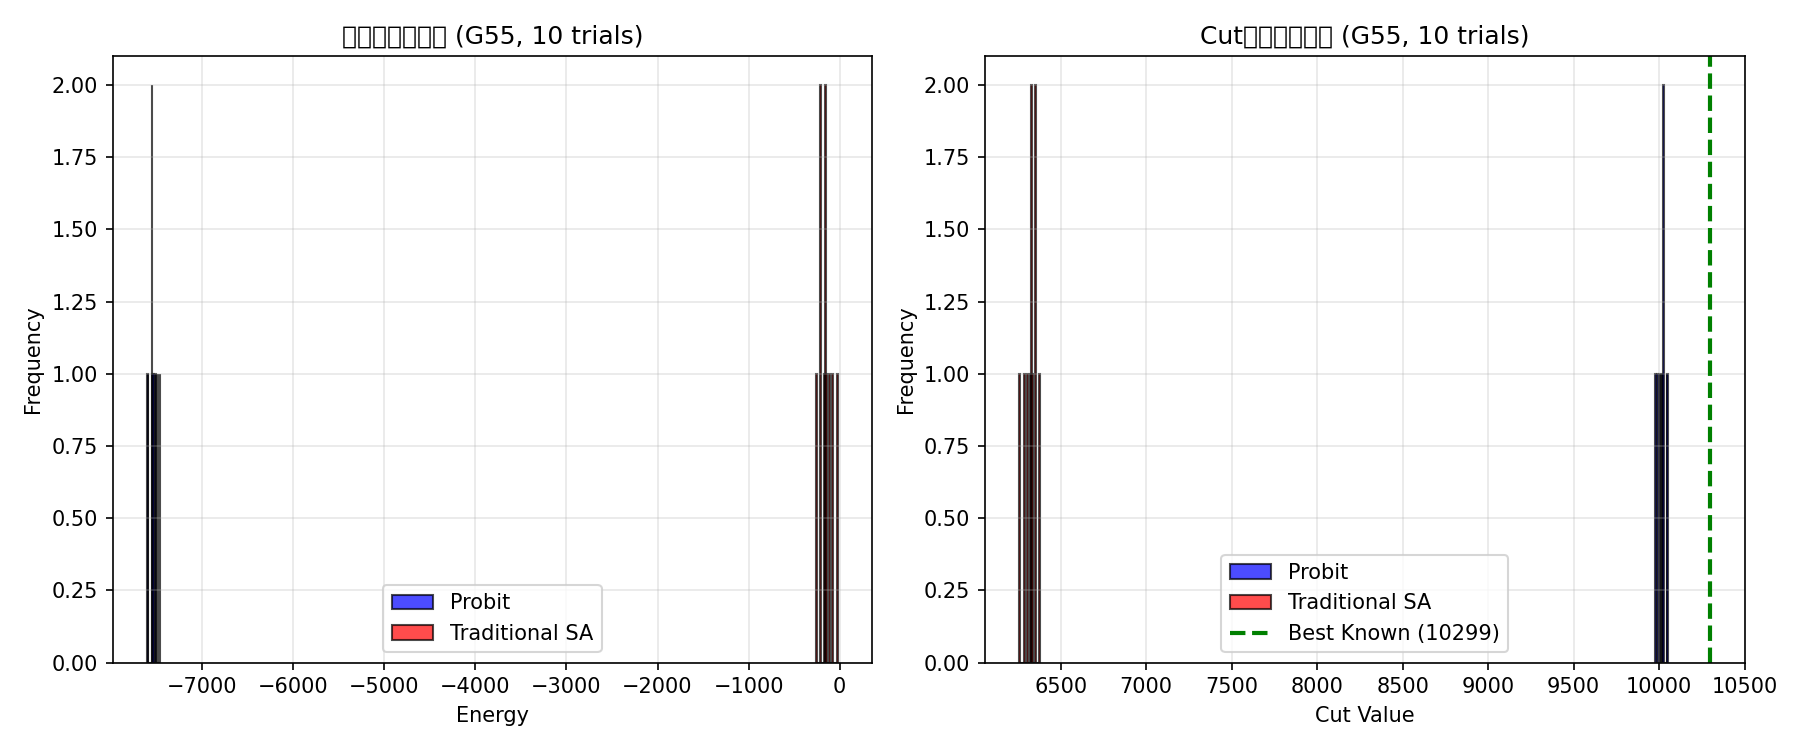 (G55, 10 trials)
Frequency
2.00
1.75
1.50
1.25
1.00
0.75
0.50
0.25
0.00
−7000 −6000 −5000 −4000 −3000 −2000 −1000 0
Energy
Probit
Traditional SA
Cut (G55, 10 trials)
Frequency
2.00
1.75
1.50
1.25
1.00
0.75
0.50
0.25
0.00
6500 7000 7500 8000 8500 9000 9500 10000 10500
Cut Value
Probit
Traditional SA
Best Known (10299)